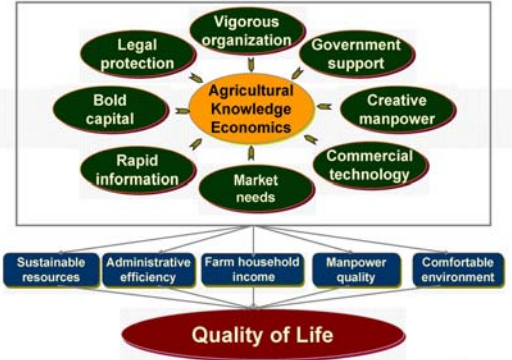 Vigorous
organization
Legal
protection
Government
support
Bold
capital
Agricultural
Knowledge
Economics
Creative
manpower
Rapid
information
Commercial
technology
Market
needs
Sustainable
resources
Administrative
efficiency
Farm household
income
Manpower
quality
Comfortable
environment
Quality of Life